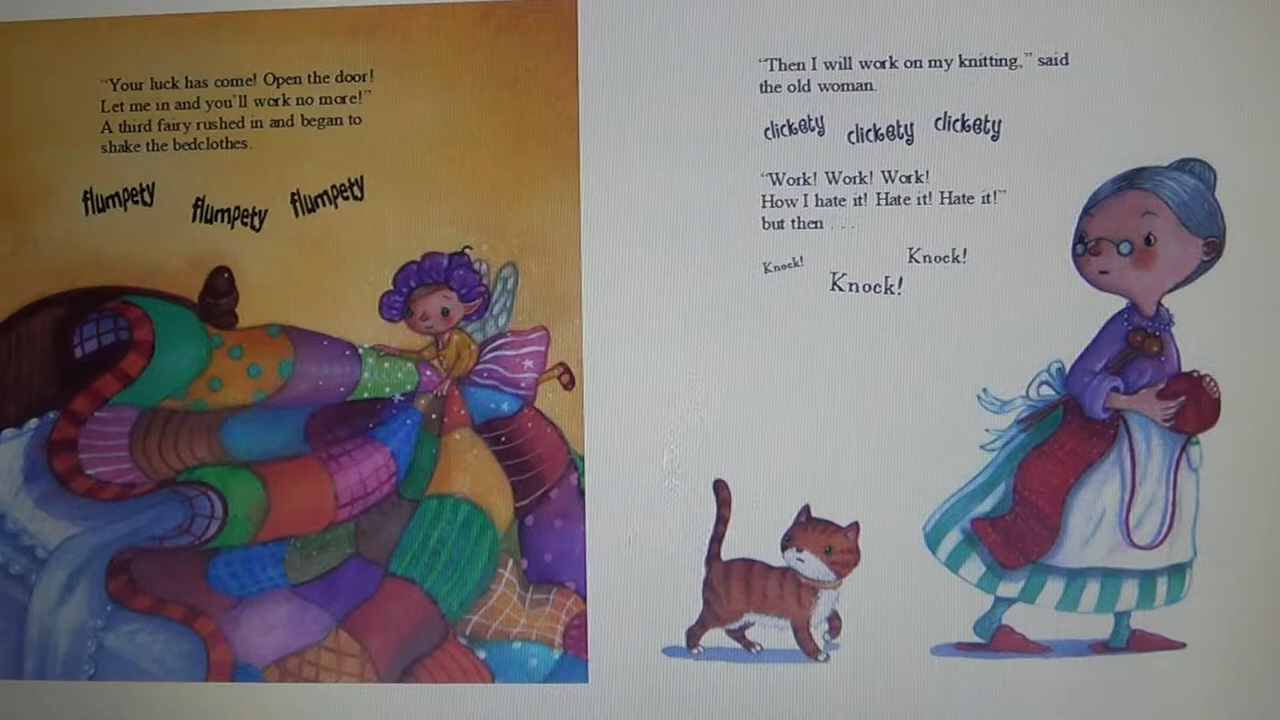 “Your luck has come! Open the door!
Let me in and you’ll work no more!”
A third fairy rushed in and began to
shake the bedclothes.
flumpety flumpety flumpety
“Then I will work on my knitting,” said
the old woman.
clickety clickety clickety
“Work! Work! Work!
How I hate it! Hate it! Hate it!”
but then . . .
Knock! Knock! Knock!